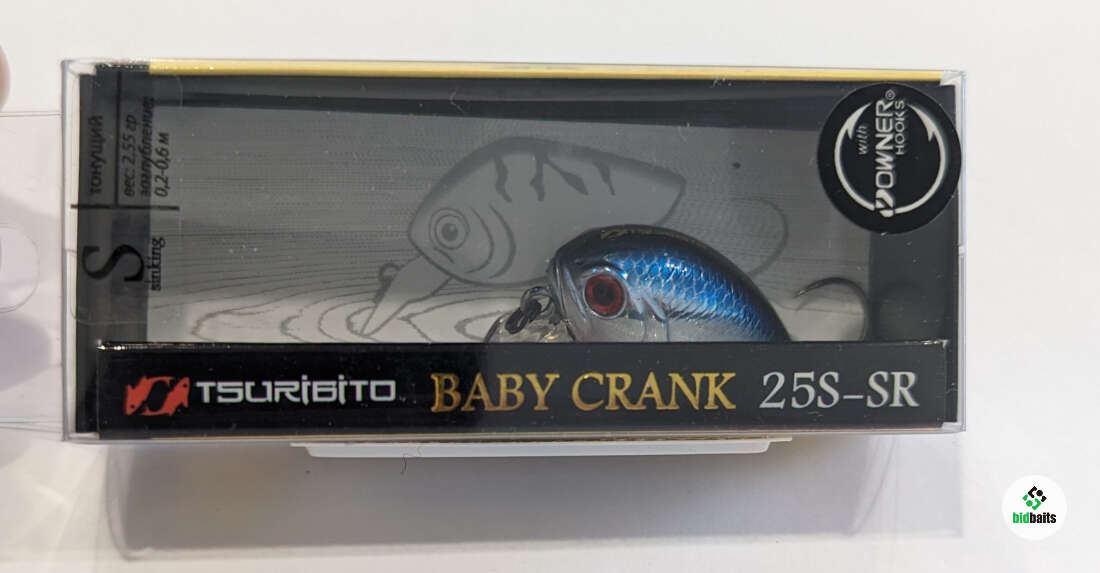 тонущий
вес: 2,55 гр
заглубление:
0,2-0,6 м
S
sinking
with
OWNER®
HOOKS
TSURIBITO BABY CRANK 25S-SR
bidbaits